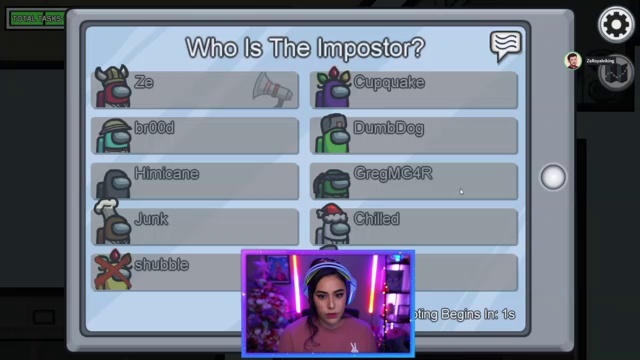 TOTAL TASKS
Who Is The Impostor?
ZeRoyalViking
Ze
Cupquake
br00d
DumbDog
Himicane
GregMG4R
Junk
Chilled
shubble
oting Begins In: 1s